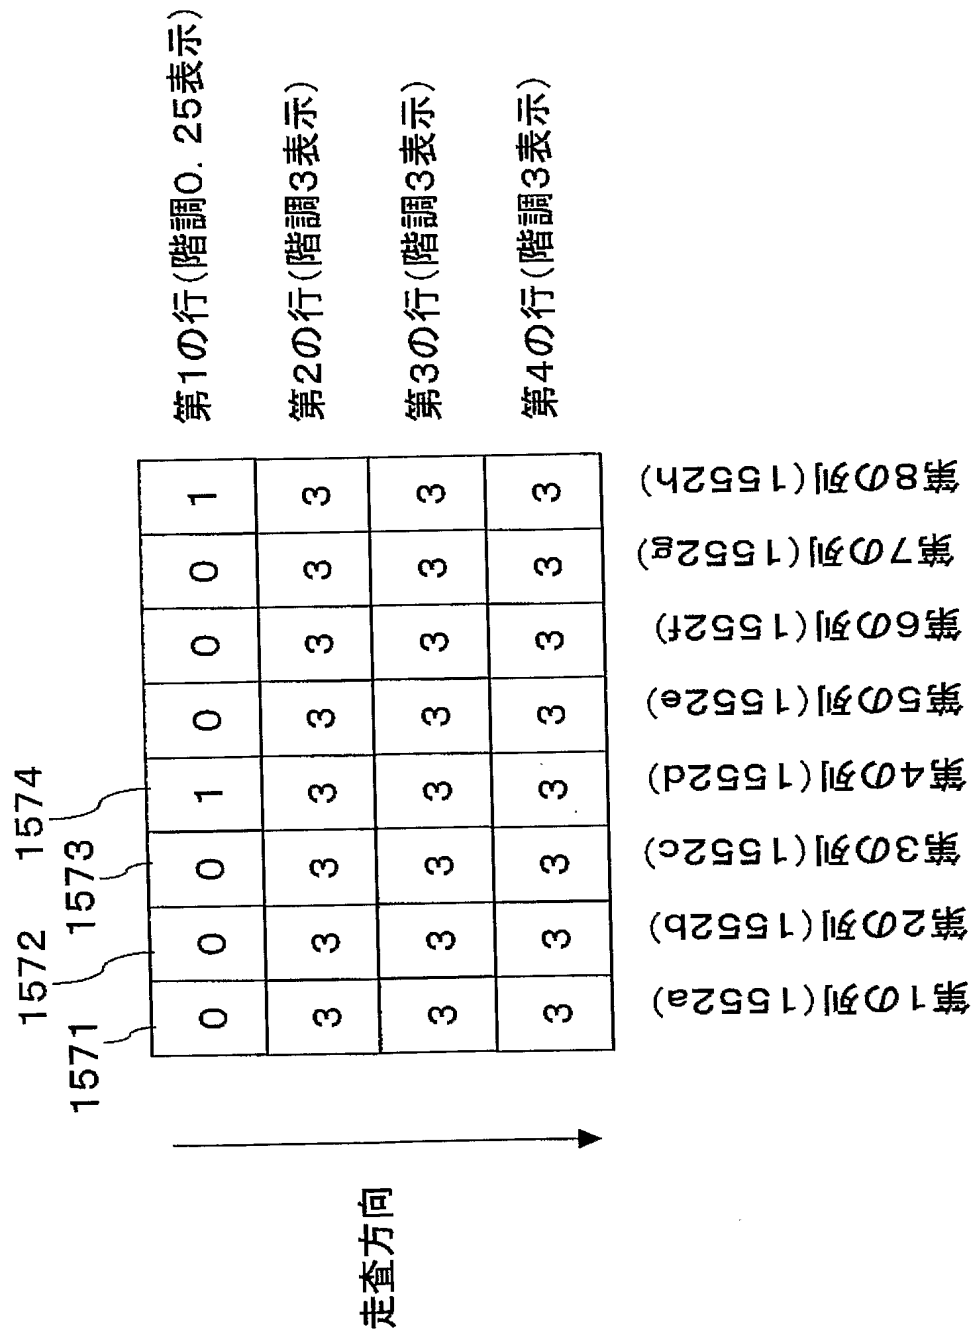 1571 1572 1573 1574
0 0 0 1 0 0 0 1 第1の行(階調0. 25表示)
3 3 3 3 3 3 3 3 第2の行(階調3表示)
3 3 3 3 3 3 3 3 第3の行(階調3表示)
3 3 3 3 3 3 3 3 第4の行(階調3表示)
走査方向
第1の列(1552a)
第2の列(1552b)
第3の列(1552c)
第4の列(1552d)
第5の列(1552e)
第6の列(1552f)
第7の列(1552g)
第8の列(1552h)